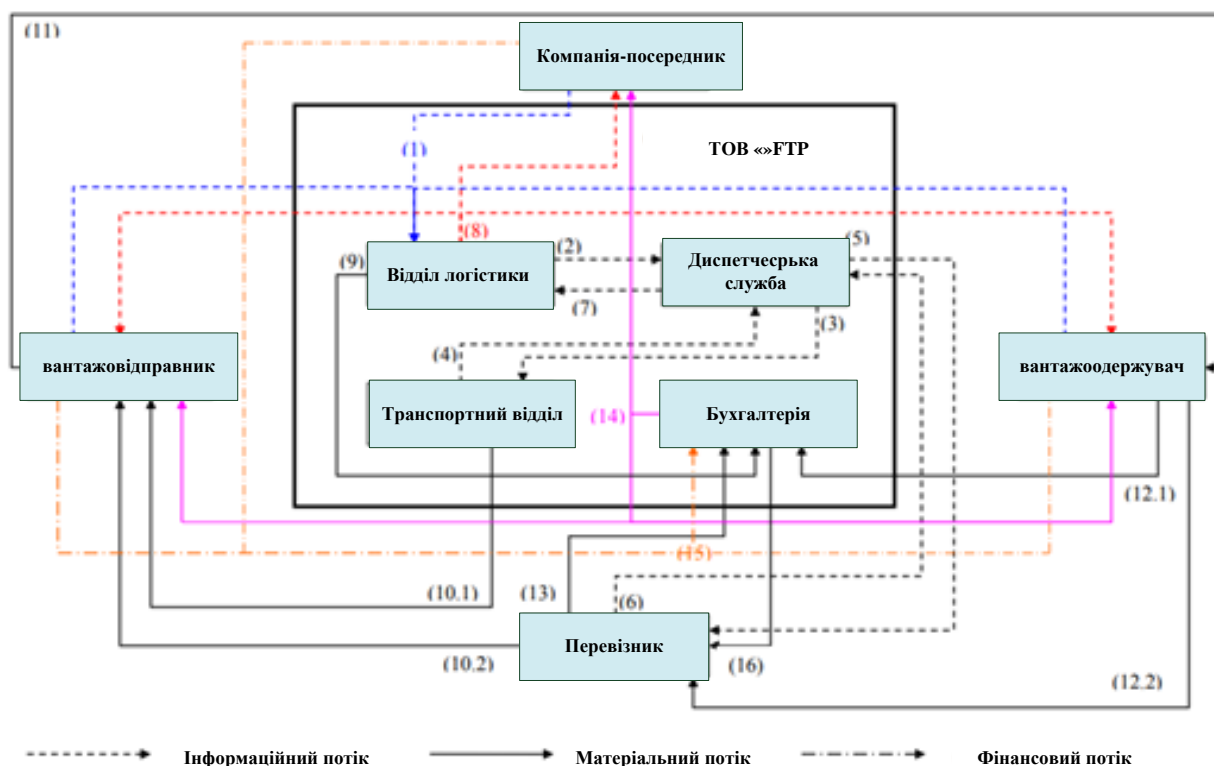 (11)
Компанія-посередник
ТОВ «»FTP
(1)
(8)
(2)
(5)
(9)
Відділ логістики
Диспетчесрька
служба
(7)
(3)
(4)
вантажовідправник
вантажоодержувач
Транспортний відділ
(14)
Бухгалтерія
(12.1)
(15)
(10.1)
(13)
(6)
Перевізник
(10.2)
(16)
(12.2)
Інформаційний потік
Матеріальний потік
Фінансовий потік